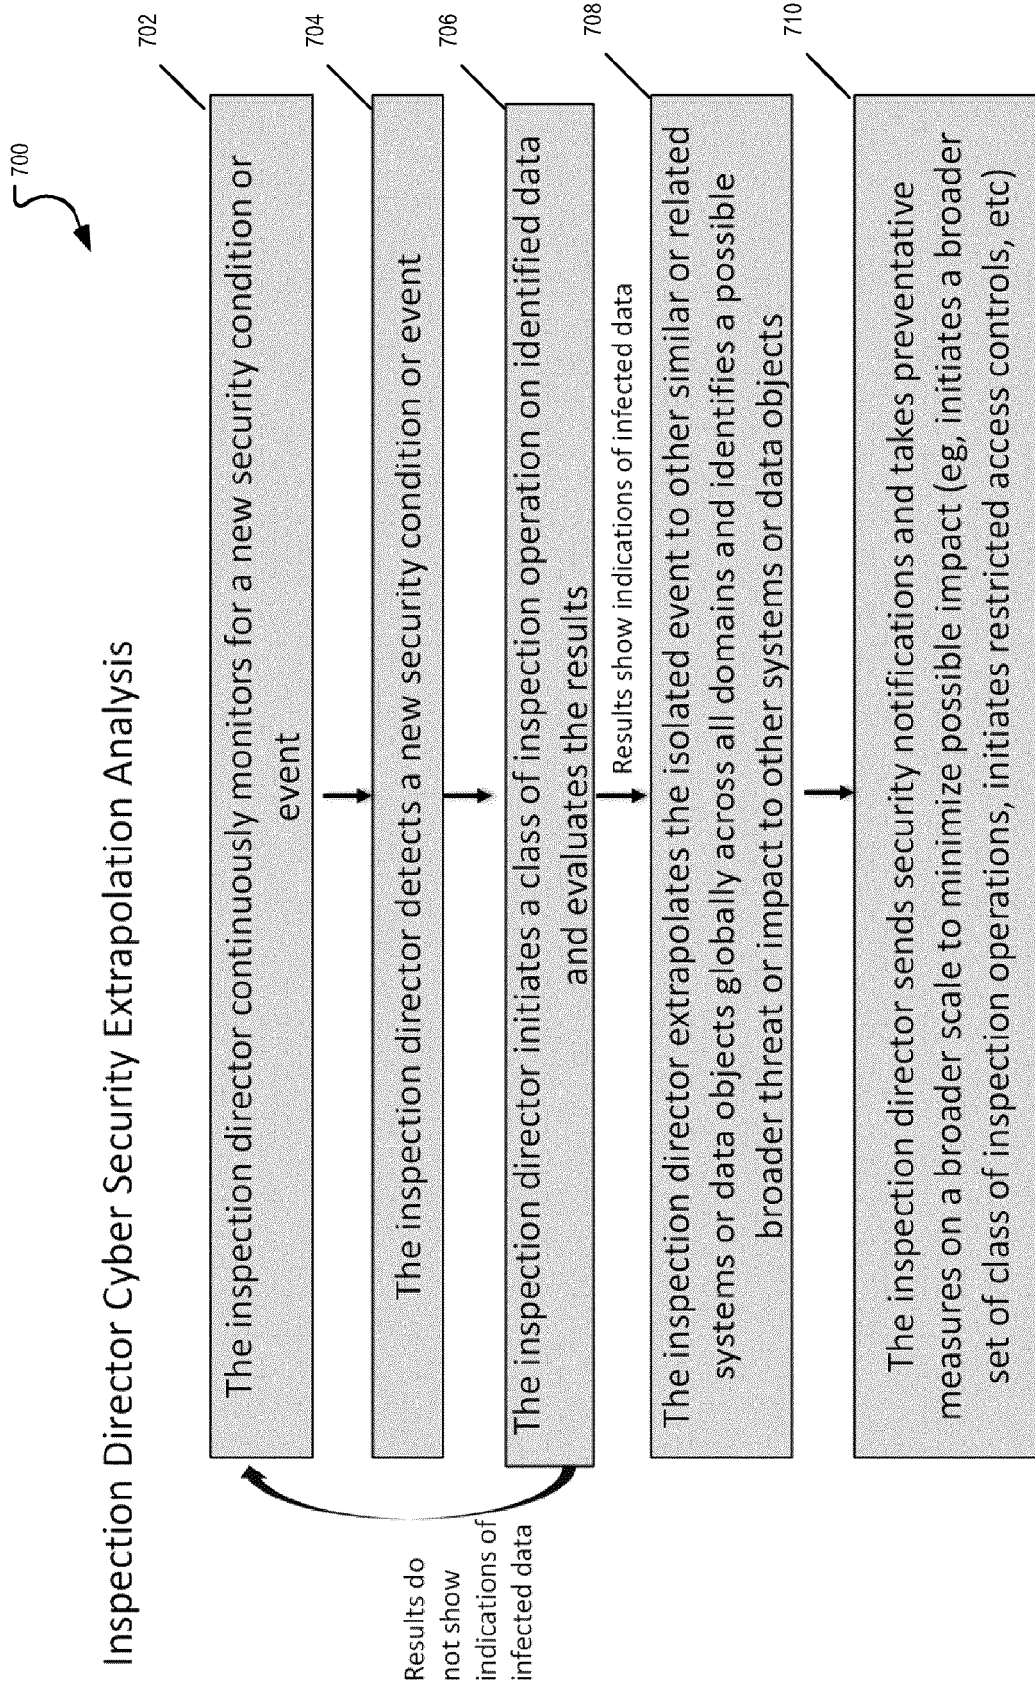 700
Inspection Director Cyber Security Extrapolation Analysis
702
The inspection director continuously monitors for a new security condition or
event
704
The inspection director detects a new security condition or event
706
The inspection director initiates a class of inspection operation on identified data
and evaluates the results
Results do
not show
indications of
infected data
Results show indications of infected data
708
The inspection director extrapolates the isolated event to other similar or related
systems or data objects globally across all domains and identifies a possible
broader threat or impact to other systems or data objects
710
The inspection director sends security notifications and takes preventative
measures on a broader scale to minimize possible impact (eg, initiates a broader
set of class of inspection operations, initiates restricted access controls, etc)